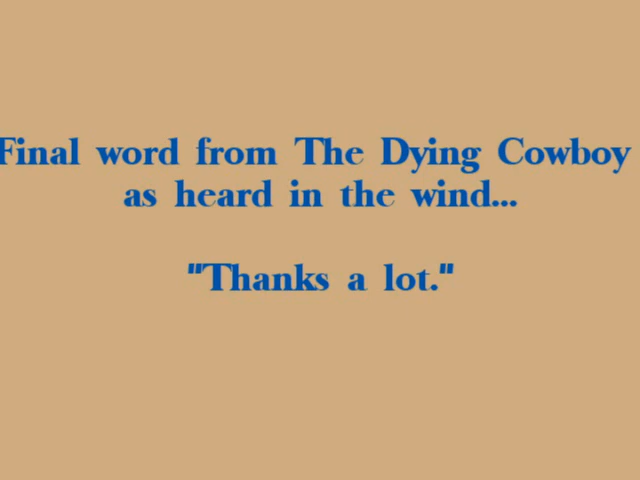 Final word from The Dying Cowboy
as heard in the wind...
"Thanks a lot."